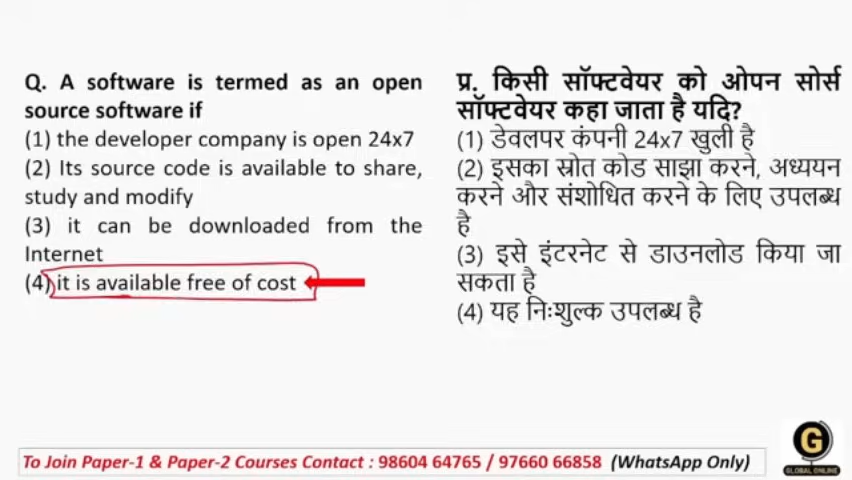 Q. A software is termed as an open
source software if
(1) the developer company is open 24x7
(2) Its source code is available to share,
study and modify
(3) it can be downloaded from the
Internet
(4) it is available free of cost
प्र. किसी सॉफ्टवेयर को ओपन सोर्स
सॉफ्टवेयर कहा जाता है यदि?
(1) डेवलपर कंपनी 24x7 खुली है
(2) इसका स्रोत कोड साझा करने, अध्ययन
करने और संशोधित करने के लिए उपलब्ध
है
(3) इसे इंटरनेट से डाउनलोड किया जा
सकता है
(4) यह निःशुल्क उपलब्ध है
To Join Paper-1 & Paper-2 Courses Contact : 98604 64765 / 97660 66858 (WhatsApp Only)
G
GLOBAL ONLINE